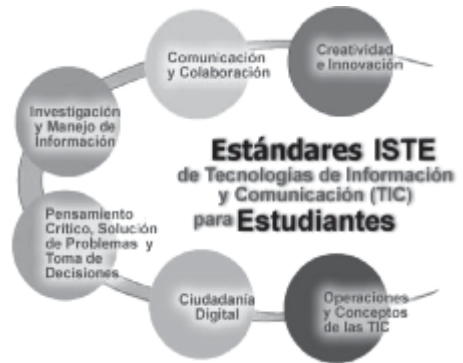 Creatividad
e Innovación
Comunicación
y Colaboración
Investigación
y Manejo de
Información
Pensamiento
Crítico, Solución
de Problemas y
Toma de
Decisiones
Ciudadanía
Digital
Operaciones
y Conceptos
de las TIC
Estándares ISTE
de Tecnologías de Información
y Comunicación (TIC)
para Estudiantes